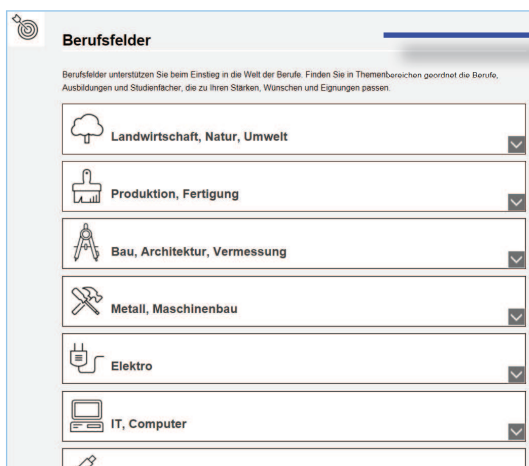 Berufsfelder
Berufsfelder unterstützen Sie beim Einstieg in die Welt der Berufe. Finden Sie in Themenbereichen geordnet die Berufe,
Ausbildungen und Studienfächer, die zu Ihren Stärken, Wünschen und Eignungen passen.
Landwirtschaft, Natur, Umwelt
Produktion, Fertigung
Bau, Architektur, Vermessung
Metall, Maschinenbau
Elektro
IT, Computer